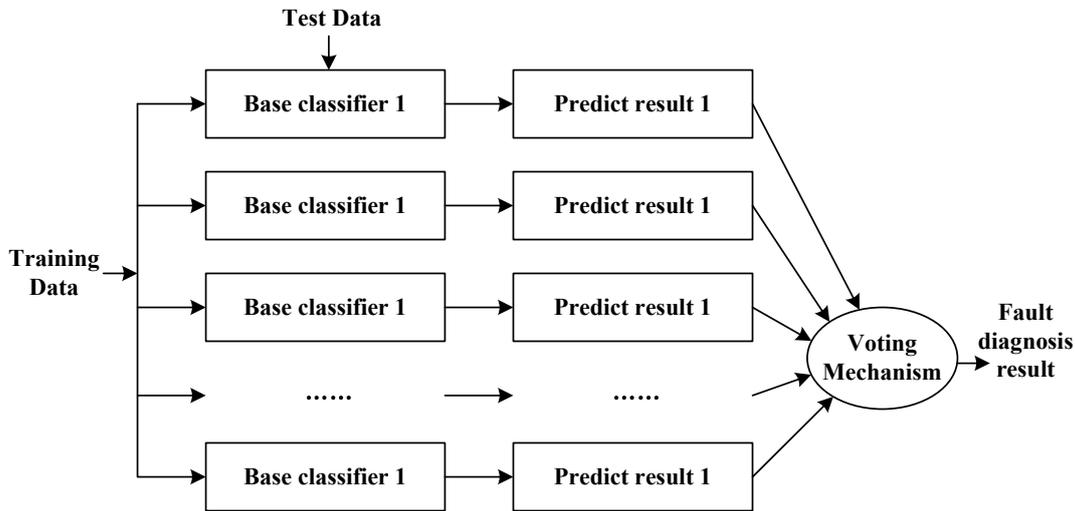 Test Data
Base classifier 1
Predict result 1
Base classifier 1
Predict result 1
Training
Data
Base classifier 1
Predict result 1
Voting
Mechanism
Fault
diagnosis
result
......
......
Base classifier 1
Predict result 1